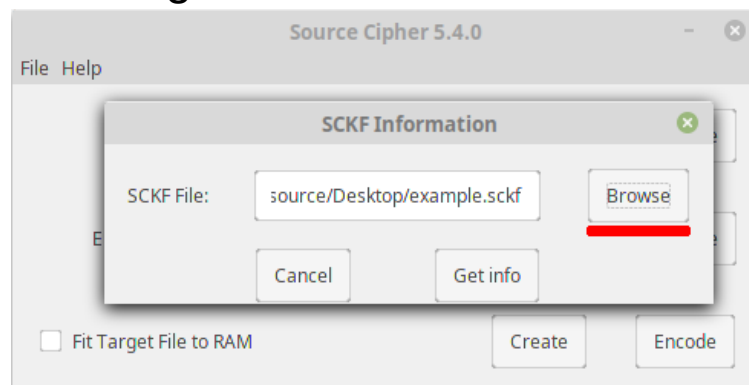 Source Cipher 5.4.0
File Help
SCKF Information
SCKF File: source/Desktop/example.sckf Browse
Cancel Get info
Fit Target File to RAM Create Encode